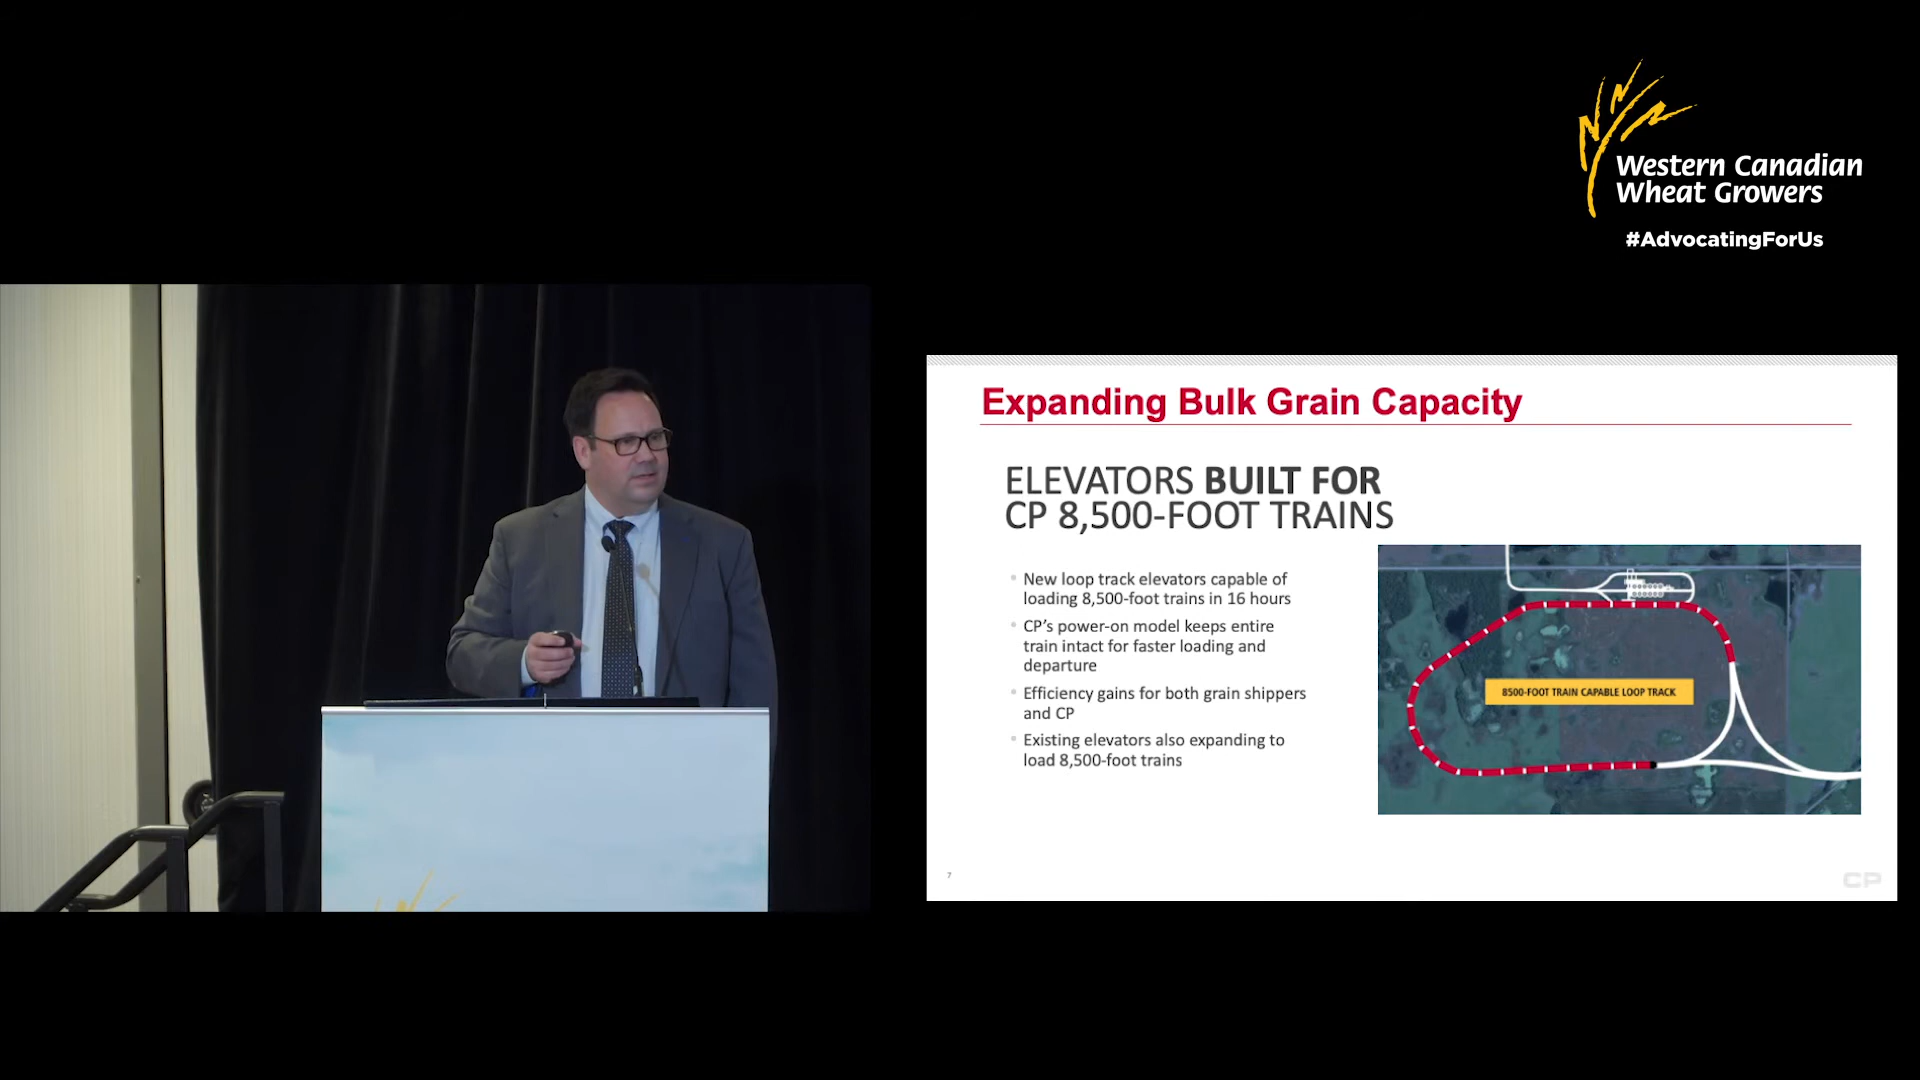 Western Canadian
Wheat Growers
#AdvocatingForUs
Expanding Bulk Grain Capacity
ELEVATORS BUILT FOR
CP 8,500-FOOT TRAINS
New loop track elevators capable of
loading 8,500-foot trains in 16 hours
CP's power-on model keeps entire
train intact for faster loading and
departure
Efficiency gains for both grain shippers
and CP
Existing elevators also expanding to
load 8,500-foot trains
8500-FOOT TRAIN CAPABLE LOOP TRACK
7
CP